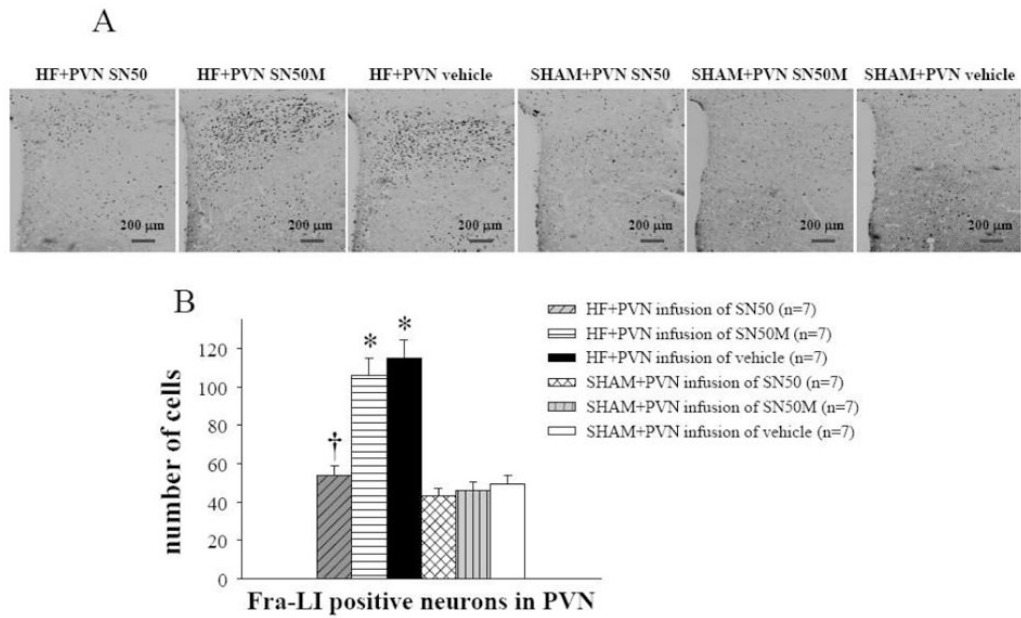 A
HF+PVN SN50
HF+PVN SN50M
HF+PVN vehicle
SHAM+PVN SN50
SHAM+PVN SN50M
SHAM+PVN vehicle
200 µm
200 µm
200 µm
200 µm
200 µm
200 µm
B
number of cells
120
100
80
60
40
20
0
*
*
†
Fra-LI positive neurons in PVN
HF+PVN infusion of SN50 (n=7)
HF+PVN infusion of SN50M (n=7)
HF+PVN infusion of vehicle (n=7)
SHAM+PVN infusion of SN50 (n=7)
SHAM+PVN infusion of SN50M (n=7)
SHAM+PVN infusion of vehicle (n=7)